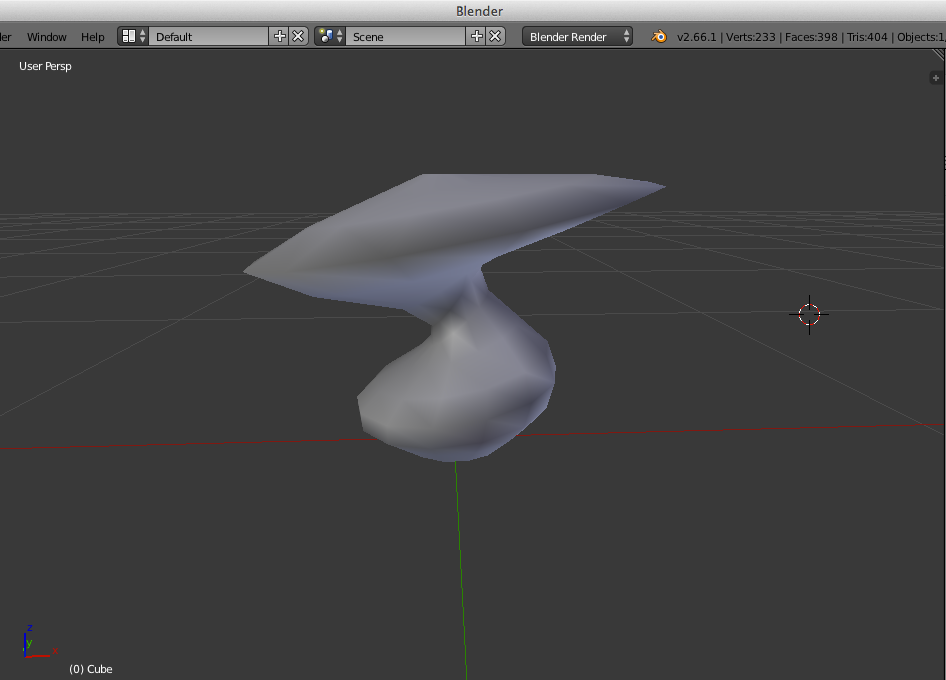 Blender
ler Window Help Default Scene Blender Render v2.66.1 | Verts:233 | Faces:398 | Tris:404 | Objects:1
User Persp
z
y
x
(0) Cube